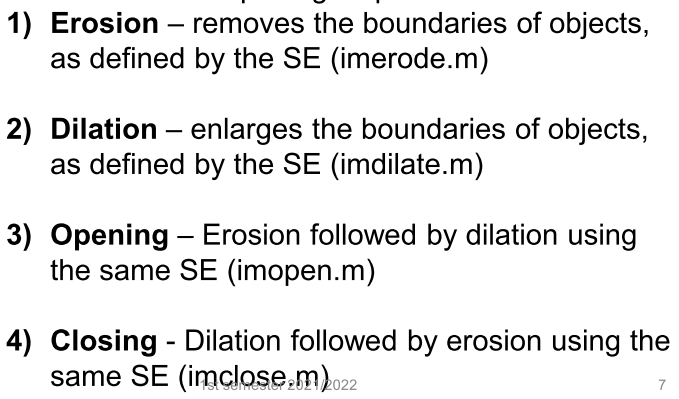 1) Erosion – removes the boundaries of objects,
as defined by the SE (imerode.m)
2) Dilation – enlarges the boundaries of objects,
as defined by the SE (imdilate.m)
3) Opening – Erosion followed by dilation using
the same SE (imopen.m)
4) Closing - Dilation followed by erosion using the
same SE (imclose.m)
1st semester 2021/2022
7